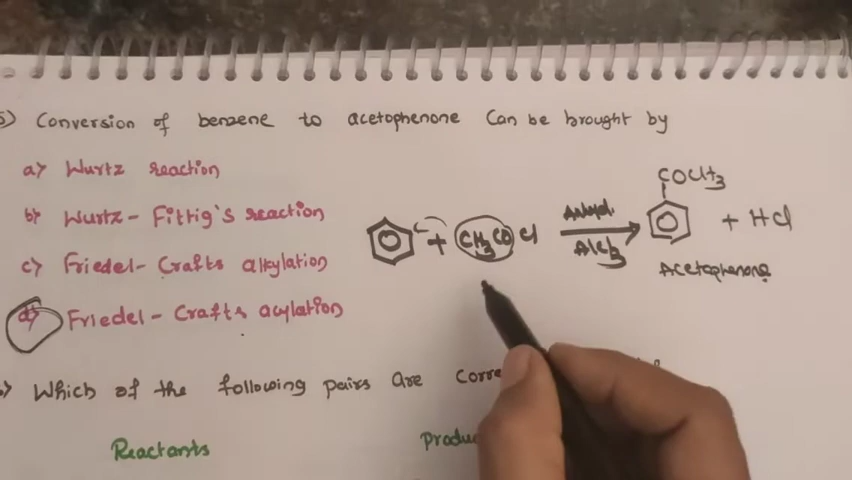 5) Conversion of benzene to acetophenone Can be brought by
a) Wurtz reaction
b) Wurtz - Fittig's reaction
c) Friedel - Crafts alkylation
d) Friedel - Crafts acylation
+ CH3CO Cl
Anhyd.
AlCl3
COCH3
+ HCl
Acetophenone
Which of the following pairs are
Reactants